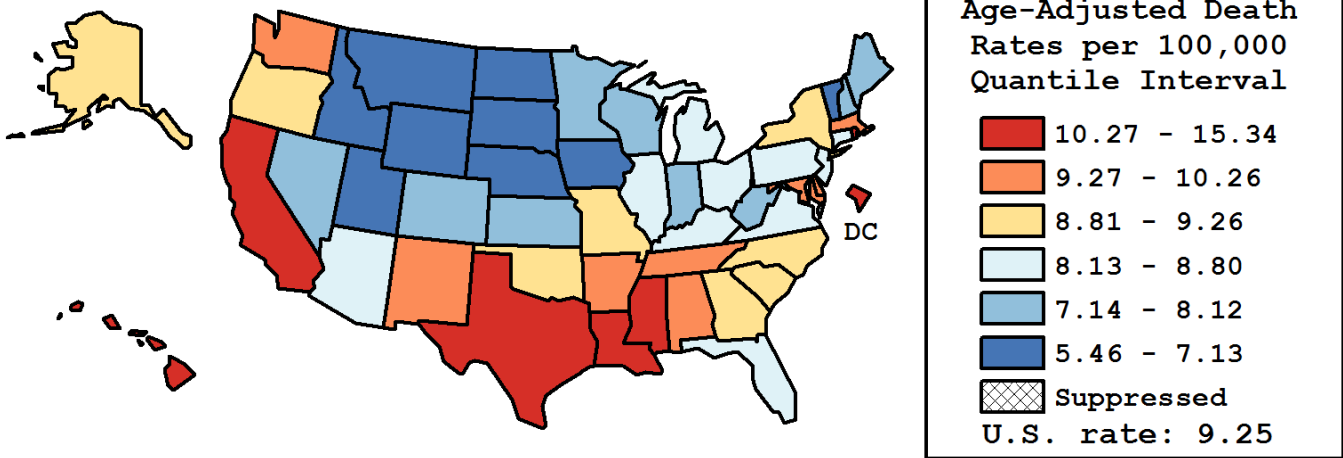 Age-Adjusted Death
Rates per 100,000
Quantile Interval
10.27 - 15.34
9.27 - 10.26
8.81 - 9.26
8.13 - 8.80
7.14 - 8.12
5.46 - 7.13
Suppressed
U.S. rate: 9.25
DC